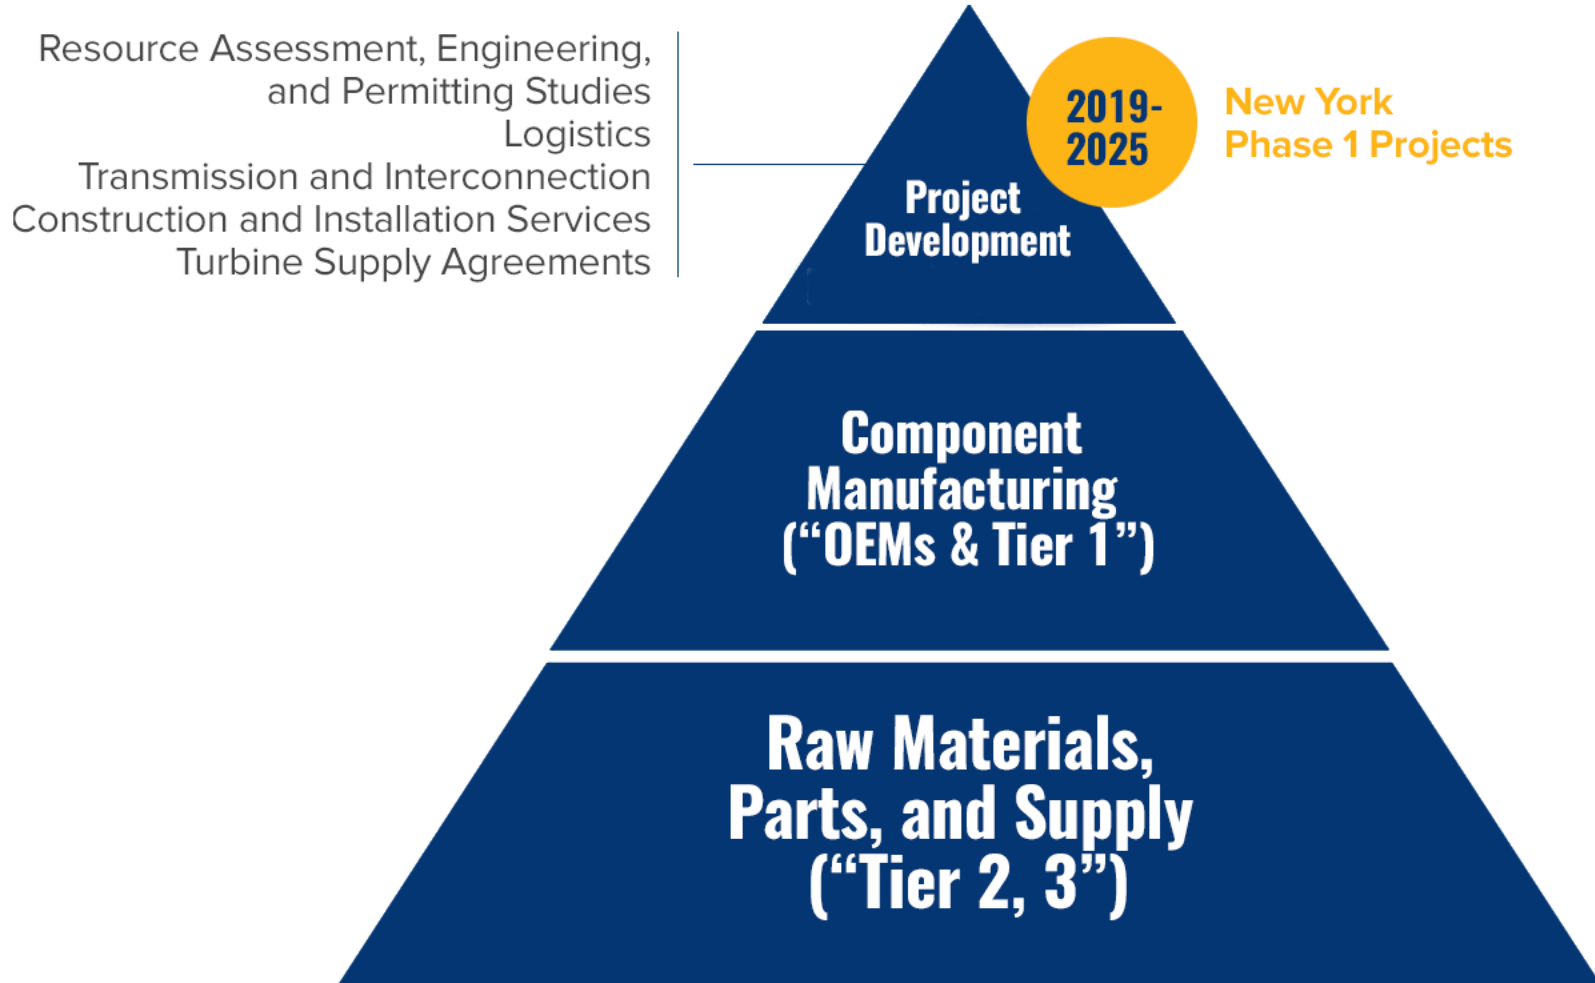 Resource Assessment, Engineering,
and Permitting Studies
Logistics
Transmission and Interconnection
Construction and Installation Services
Turbine Supply Agreements
2019-
2025
New York
Phase 1 Projects
Project
Development
Component
Manufacturing
(“OEMs & Tier 1”)
Raw Materials,
Parts, and Supply
(“Tier 2, 3”)